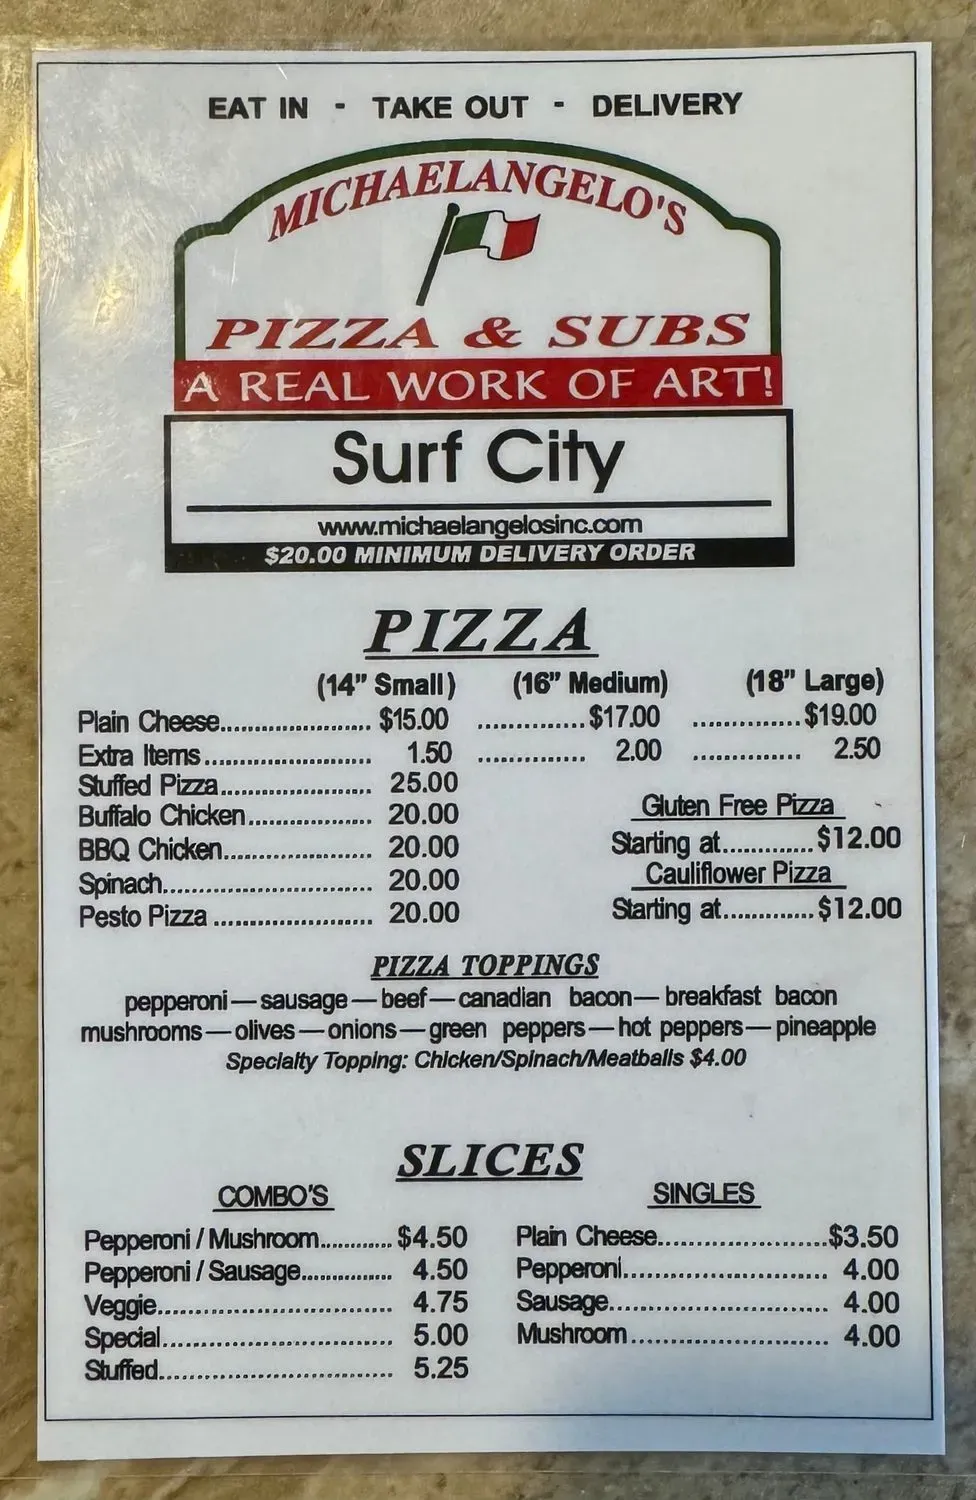 EAT IN - TAKE OUT - DELIVERY
MICHAELANGELO'S
PIZZA & SUBS
A REAL WORK OF ART!
Surf City
www.michaelangelosinc.com
$20.00 MINIMUM DELIVERY ORDER
PIZZA
(14” Small) (16” Medium) (18” Large)
Plain Cheese.................... $15.00 ............... $17.00 ............... $19.00
Extra Items...................... 1.50 ............... 2.00 ............... 2.50
Stuffed Pizza.................... 25.00
Buffalo Chicken.................. 20.00 Gluten Free Pizza
BBQ Chicken.................... 20.00 Starting at............. $12.00
Spinach........................... 20.00 Cauliflower Pizza
Pesto Pizza ...................... 20.00 Starting at............. $12.00
PIZZA TOPPINGS
pepperoni — sausage — beef — canadian bacon — breakfast bacon
mushrooms — olives — onions — green peppers — hot peppers — pineapple
Specialty Topping: Chicken/Spinach/Meatballs $4.00
SLICES
COMBO'S SINGLES
Pepperoni / Mushroom............ $4.50 Plain Cheese........................ $3.50
Pepperoni / Sausage............... 4.50 Pepperoni............................. 4.00
Veggie.................................. 4.75 Sausage............................... 4.00
Special.................................. 5.00 Mushroom............................ 4.00
Stuffed.................................. 5.25